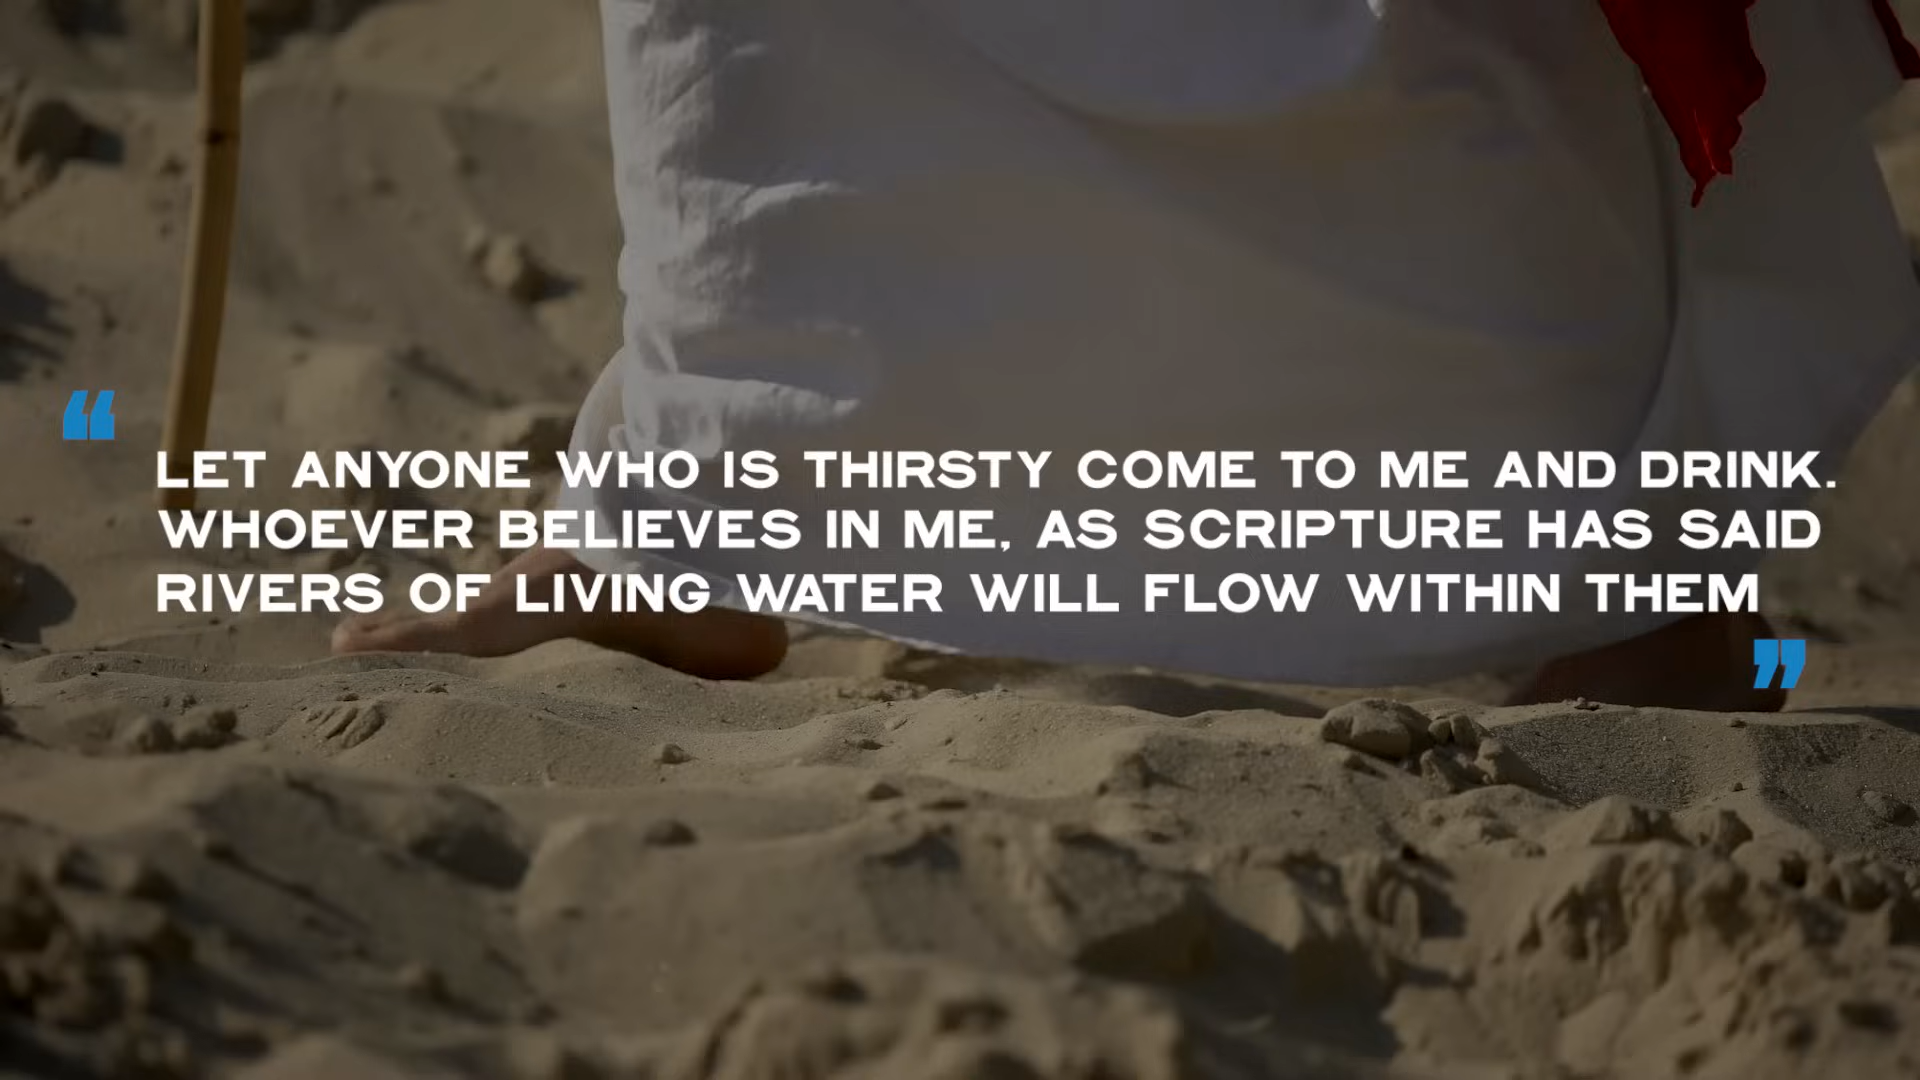 “
LET ANYONE WHO IS THIRSTY COME TO ME AND DRINK.
WHOEVER BELIEVES IN ME, AS SCRIPTURE HAS SAID
RIVERS OF LIVING WATER WILL FLOW WITHIN THEM
”